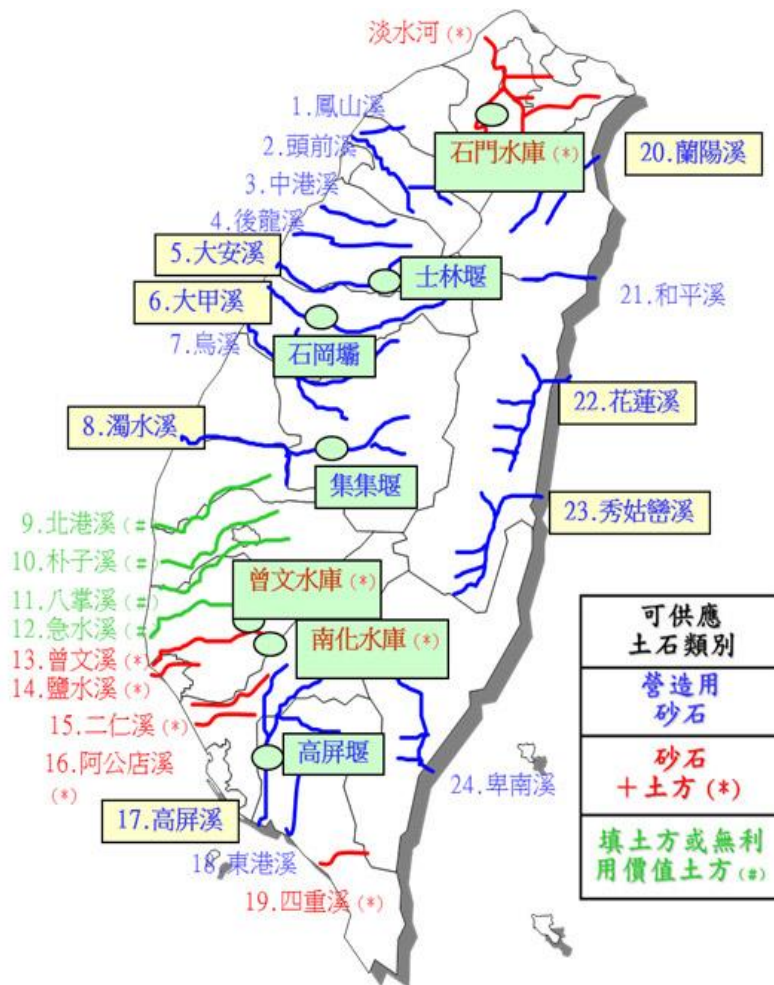 淡水河(*)
1.鳳山溪
2.頭前溪
3.中港溪
4.後龍溪
5.大安溪
6.大甲溪
7.烏溪
8.濁水溪
9.北港溪(#)
10.朴子溪(#)
11.八掌溪(#)
12.急水溪(#)
13.曾文溪(*)
14.鹽水溪(*)
15.二仁溪(*)
16.阿公店溪
(*)
17.高屏溪
18.東港溪
19.四重溪(*)
石門水庫(*)
士林堰
石岡壩
集集堰
曾文水庫(*)
南化水庫(*)
高屏堰
20.蘭陽溪
21.和平溪
22.花蓮溪
23.秀姑巒溪
24.卑南溪
可供應
土石類別
營造用
砂石
砂石
+土方(*)
填土方或無利
用價值土方(#)